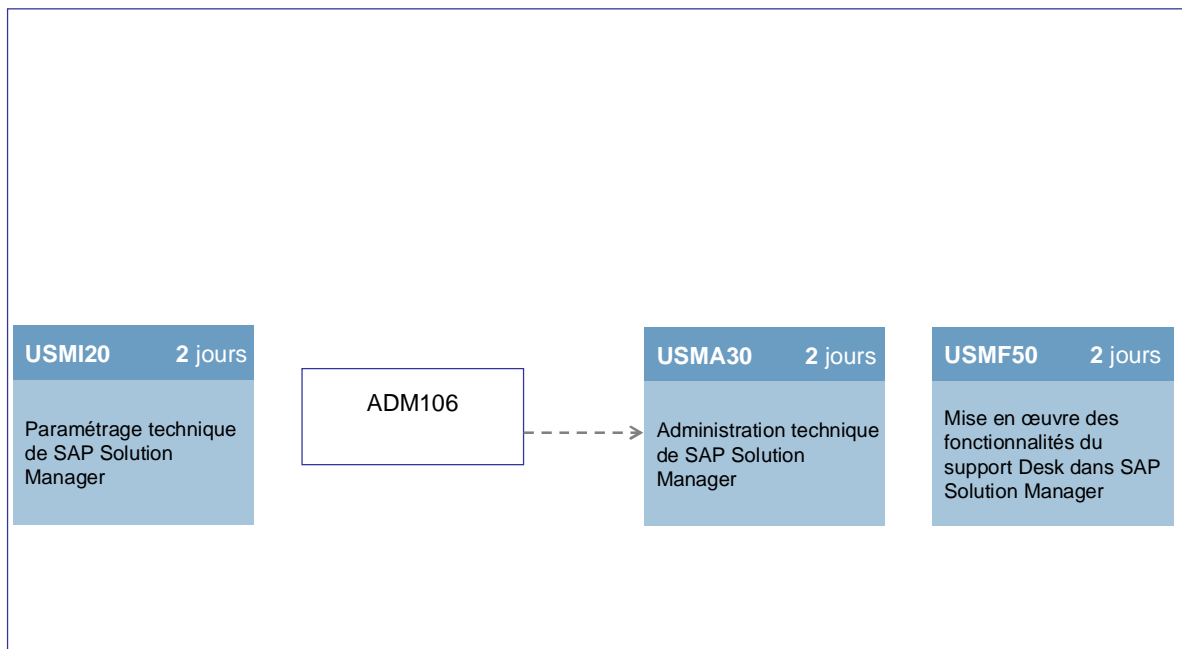 USMI20 2 jours
Paramétrage technique
de SAP Solution
Manager
ADM106
USMA30 2 jours
Administration technique
de SAP Solution
Manager
USMF50 2 jours
Mise en œuvre des
fonctionnalités du
support Desk dans SAP
Solution Manager